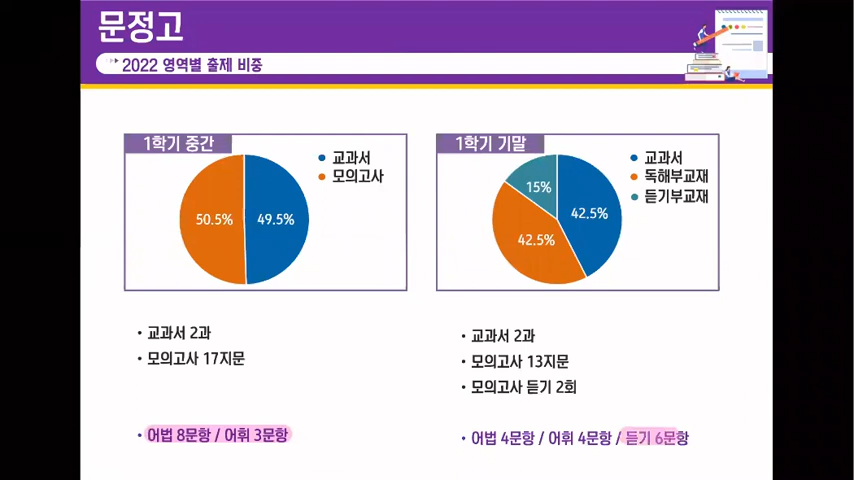 문정고
2022 영역별 출제 비중
1학기 중간
교과서
모의고사
50.5%
49.5%
1학기 기말
교과서
독해부교재
듣기부교재
15%
42.5%
42.5%
• 교과서 2과
• 모의고사 17지문
• 어법 8문항 / 어휘 3문항
• 교과서 2과
• 모의고사 13지문
• 모의고사 듣기 2회
• 어법 4문항 / 어휘 4문항 / 듣기 6문항